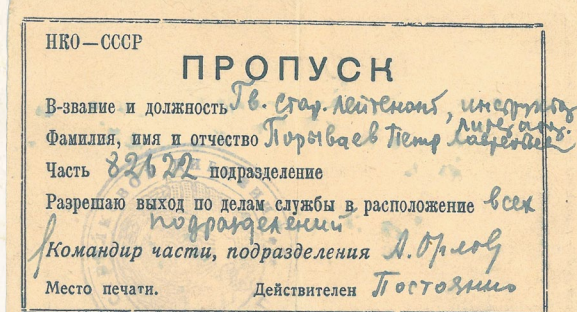 НКО—СССР
ПРОПУСК
В-звание и должность Гв. стар. лейтенант, инструктор
Фамилия, имя и отчество Порываев Петр Лаврентьев
Часть 82622 подразделение
Разрешаю выход по делам службы в расположение всех
подразделений
Командир части, подразделения А. Орлов
Место печати. Действителен Постоянно